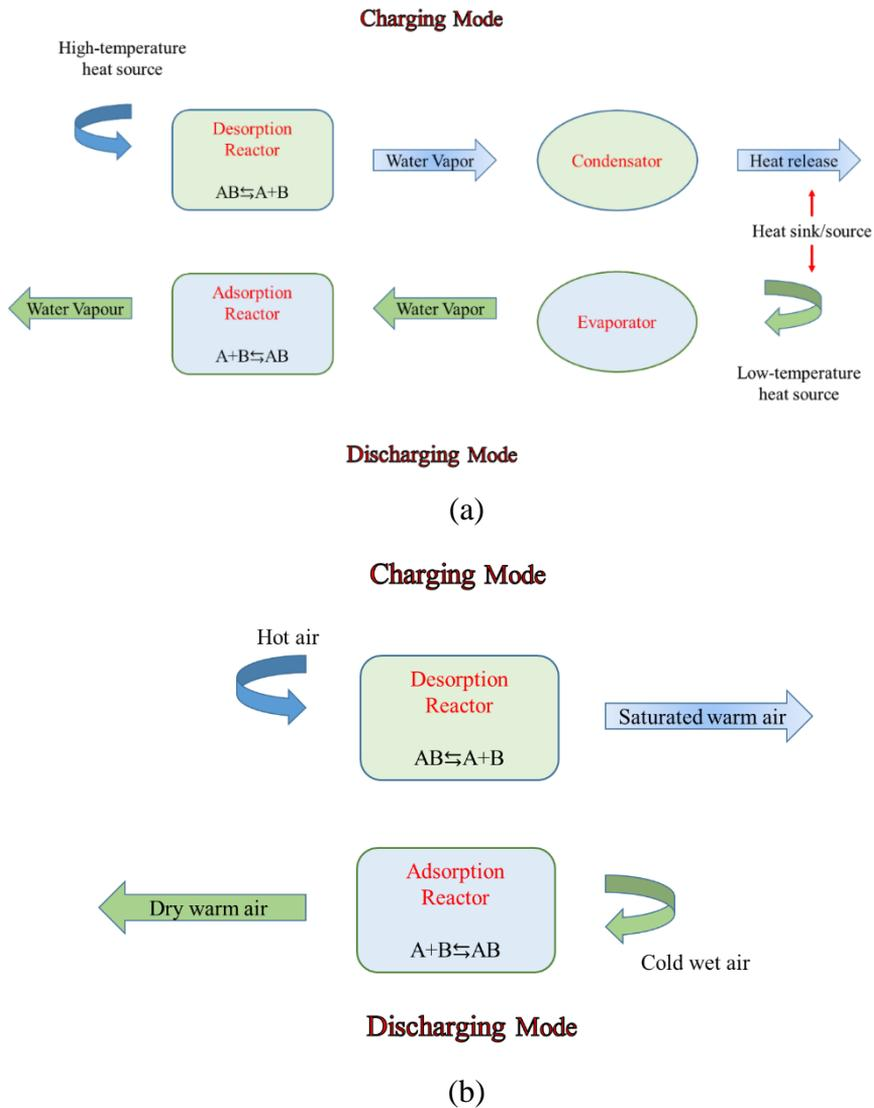 Charging Mode
High-temperature
heat source
Desorption
Reactor
AB⇆A+B
Water Vapor
Condensator
Heat release
Heat sink/source
Water Vapour
Adsorption
Reactor
A+B⇆AB
Water Vapor
Evaporator
Low-temperature
heat source
Discharging Mode
(a)
Charging Mode
Hot air
Desorption
Reactor
AB⇆A+B
Saturated warm air
Dry warm air
Adsorption
Reactor
A+B⇆AB
Cold wet air
Discharging Mode
(b)